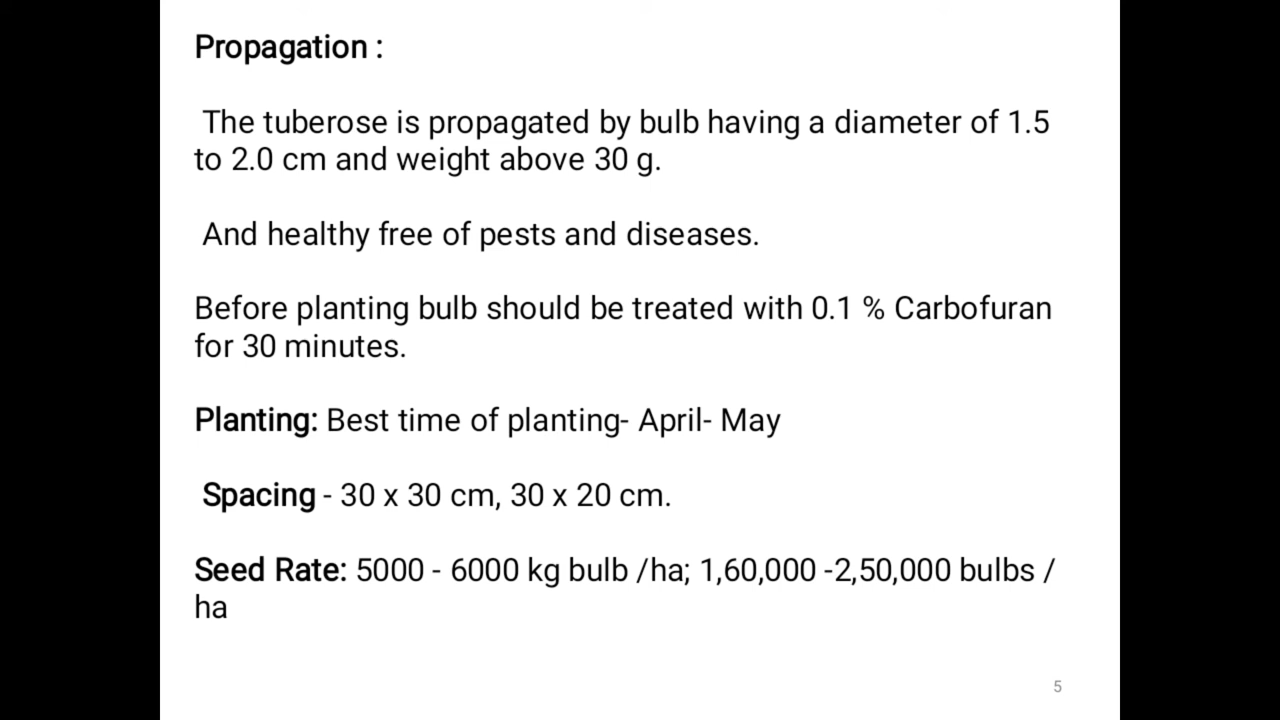 Propagation :
The tuberose is propagated by bulb having a diameter of 1.5
to 2.0 cm and weight above 30 g.
And healthy free of pests and diseases.
Before planting bulb should be treated with 0.1 % Carbofuran
for 30 minutes.
Planting: Best time of planting- April- May
Spacing - 30 x 30 cm, 30 x 20 cm.
Seed Rate: 5000 - 6000 kg bulb /ha; 1,60,000 -2,50,000 bulbs /
ha
5